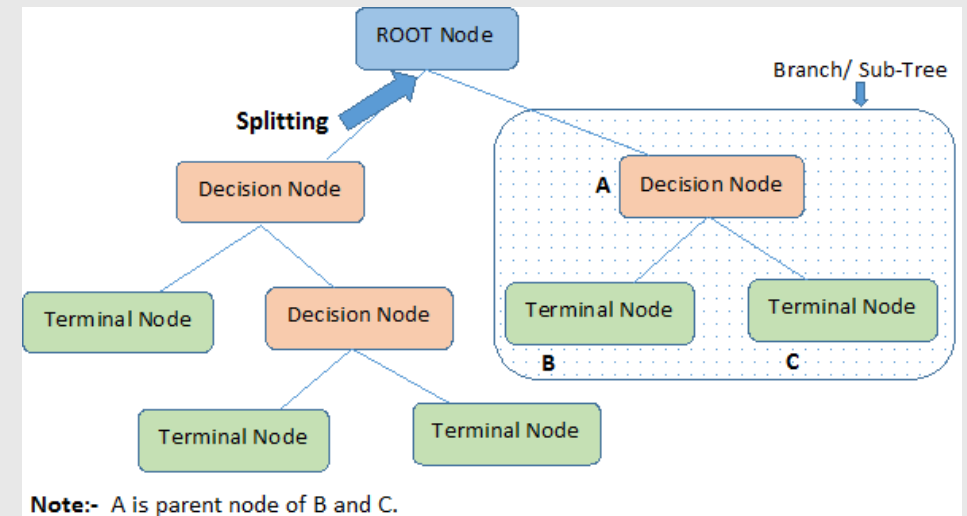 ROOT Node
Branch/ Sub-Tree
Splitting
Decision Node
A
Decision Node
Terminal Node
Decision Node
Terminal Node
Terminal Node
B
C
Terminal Node
Terminal Node
Note:- A is parent node of B and C.